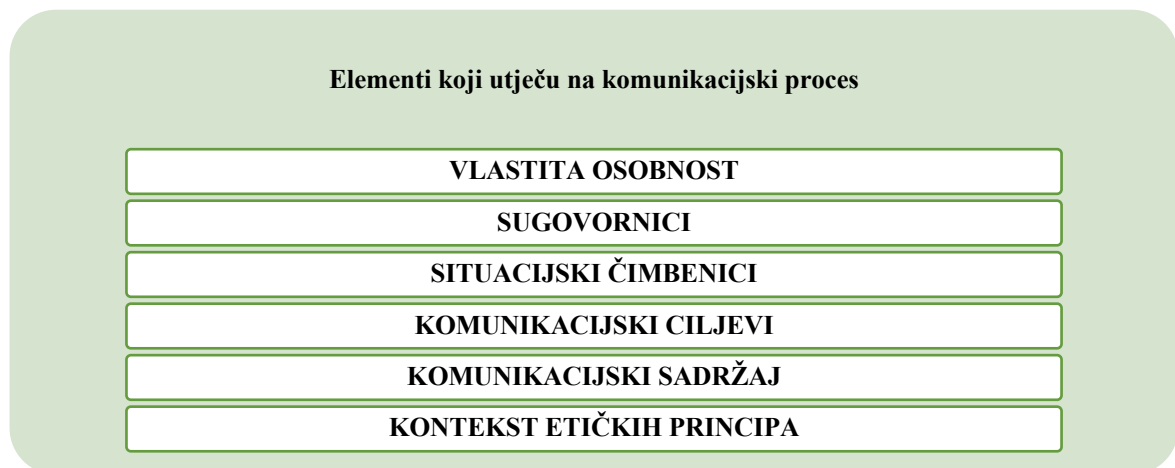 Elementi koji utječu na komunikacijski proces
VLASTITA OSOBNOST
SUGOVORNICI
SITUACIJSKI ČIMBENICI
KOMUNIKACIJSKI CILJEVI
KOMUNIKACIJSKI SADRŽAJ
KONTEKST ETIČKIH PRINCIPA